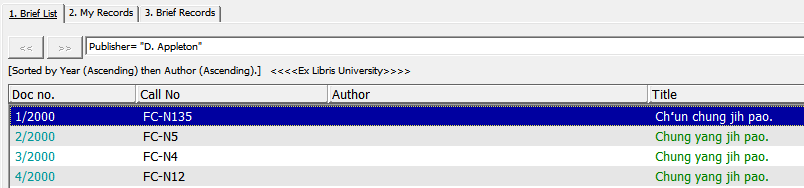 1. Brief List 2. My Records 3. Brief Records
<< >> Publisher= "D. Appleton"
[Sorted by Year (Ascending) then Author (Ascending).] <<<<Ex Libris University>>>>
Doc no. Call No Author Title
1/2000 FC-N135 Ch'un chung jih pao.
2/2000 FC-N5 Chung yang jih pao.
3/2000 FC-N4 Chung yang jih pao.
4/2000 FC-N12 Chung yang jih pao.